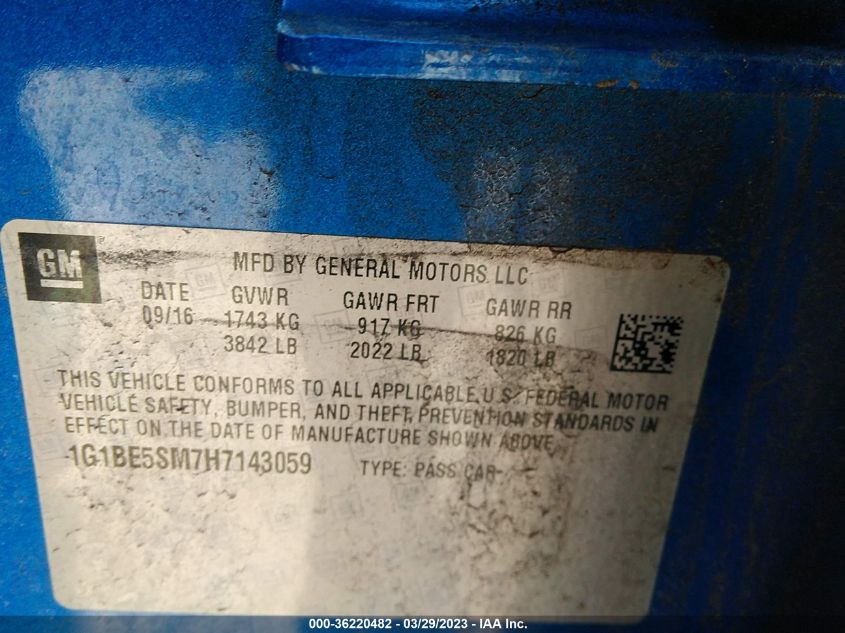 GM
MFD BY GENERAL MOTORS LLC
DATE GVWR GAWR FRT GAWR RR
09/16 1743 KG 917 KG 826 KG
3842 LB 2022 LB 1820 LB
THIS VEHICLE CONFORMS TO ALL APPLICABLE U.S. FEDERAL MOTOR
VEHICLE SAFETY, BUMPER, AND THEFT PREVENTION STANDARDS IN
EFFECT ON THE DATE OF MANUFACTURE SHOWN ABOVE.
1G1BE5SM7H7143059 TYPE: PASS CAR
000-36220482 - 03/29/2023 - IAA Inc.